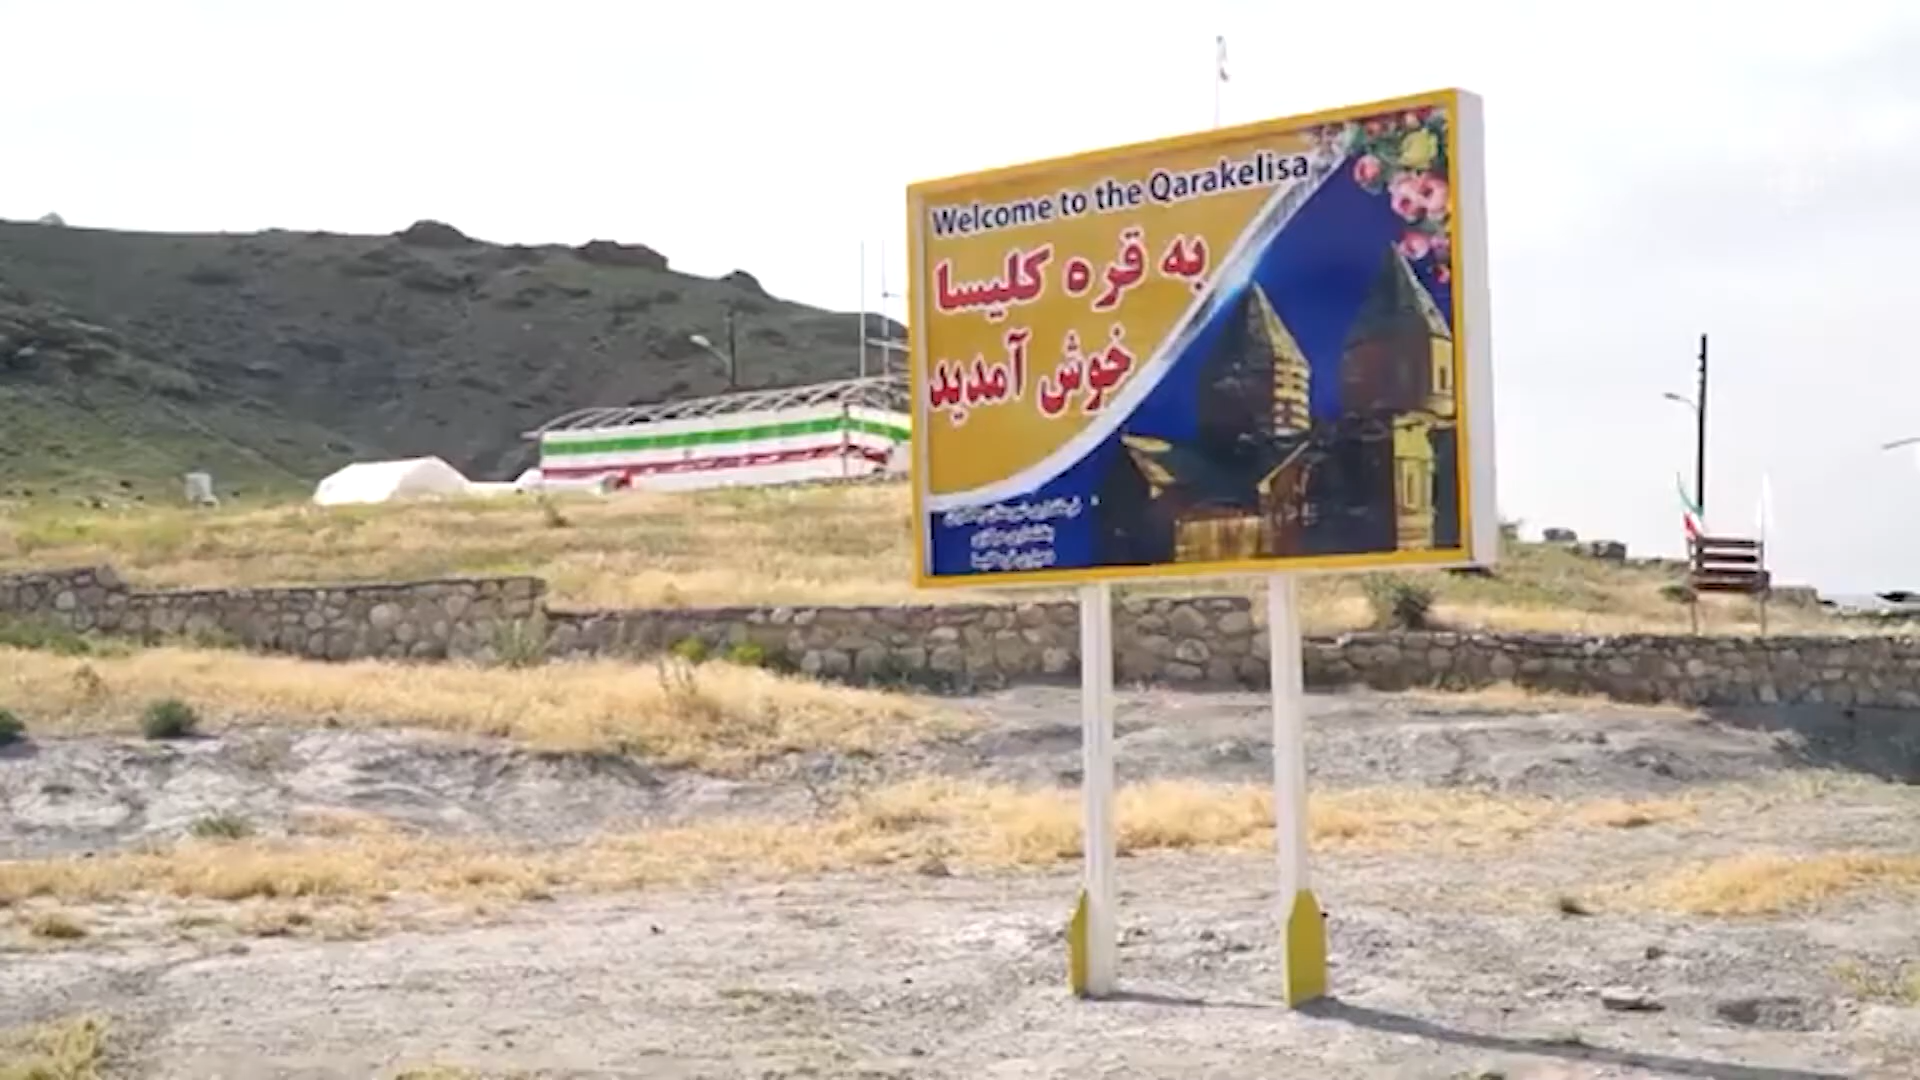 Welcome to the Qarakelisa
به قره کلیسا
خوش آمدید